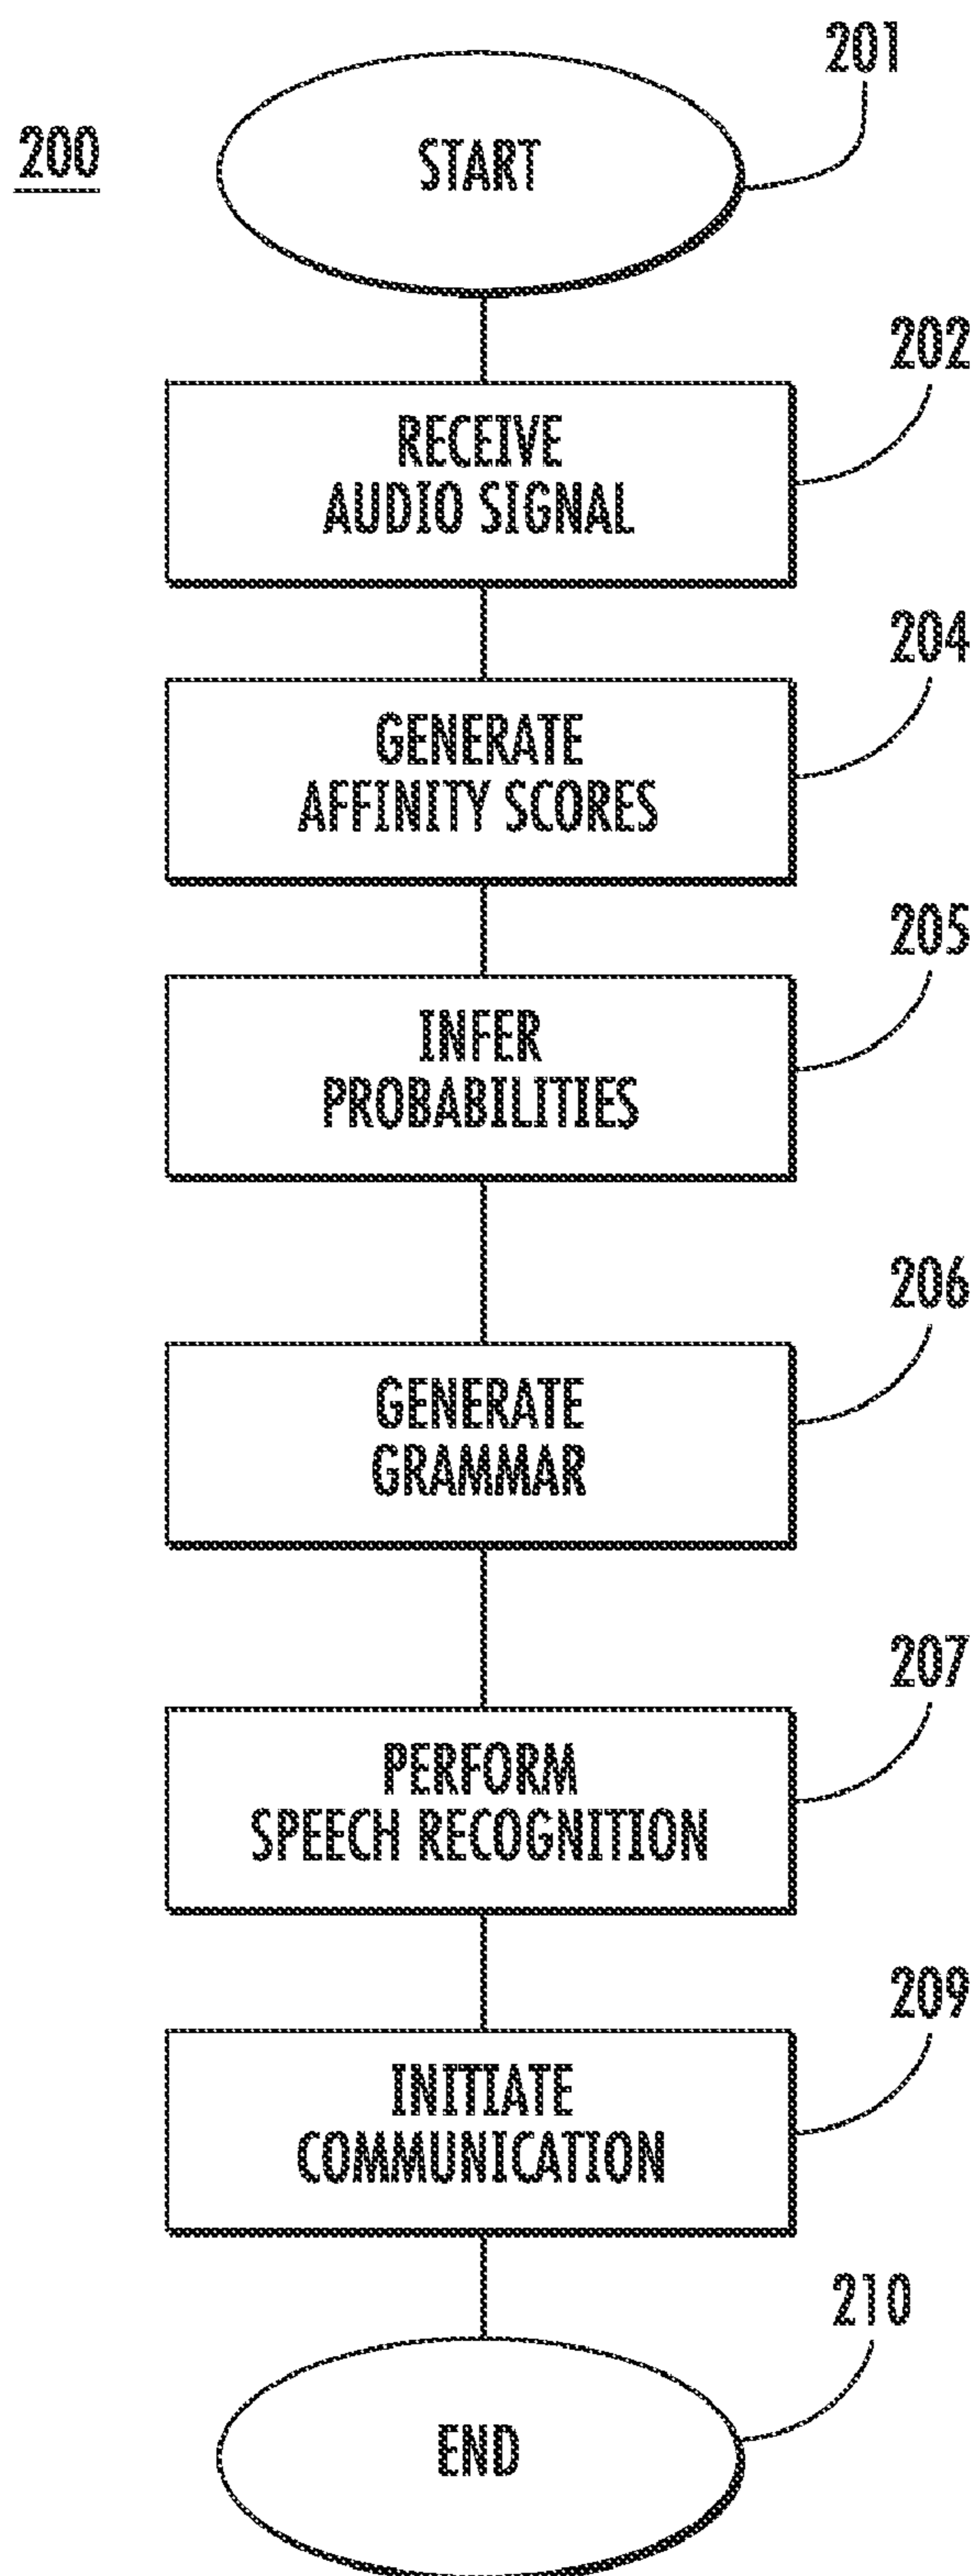 201
200
START
202
RECEIVE
AUDIO SIGNAL
204
GENERATE
AFFINITY SCORES
205
INFER
PROBABILITIES
206
GENERATE
GRAMMAR
207
PERFORM
SPEECH RECOGNITION
209
INITIATE
COMMUNICATION
210
END